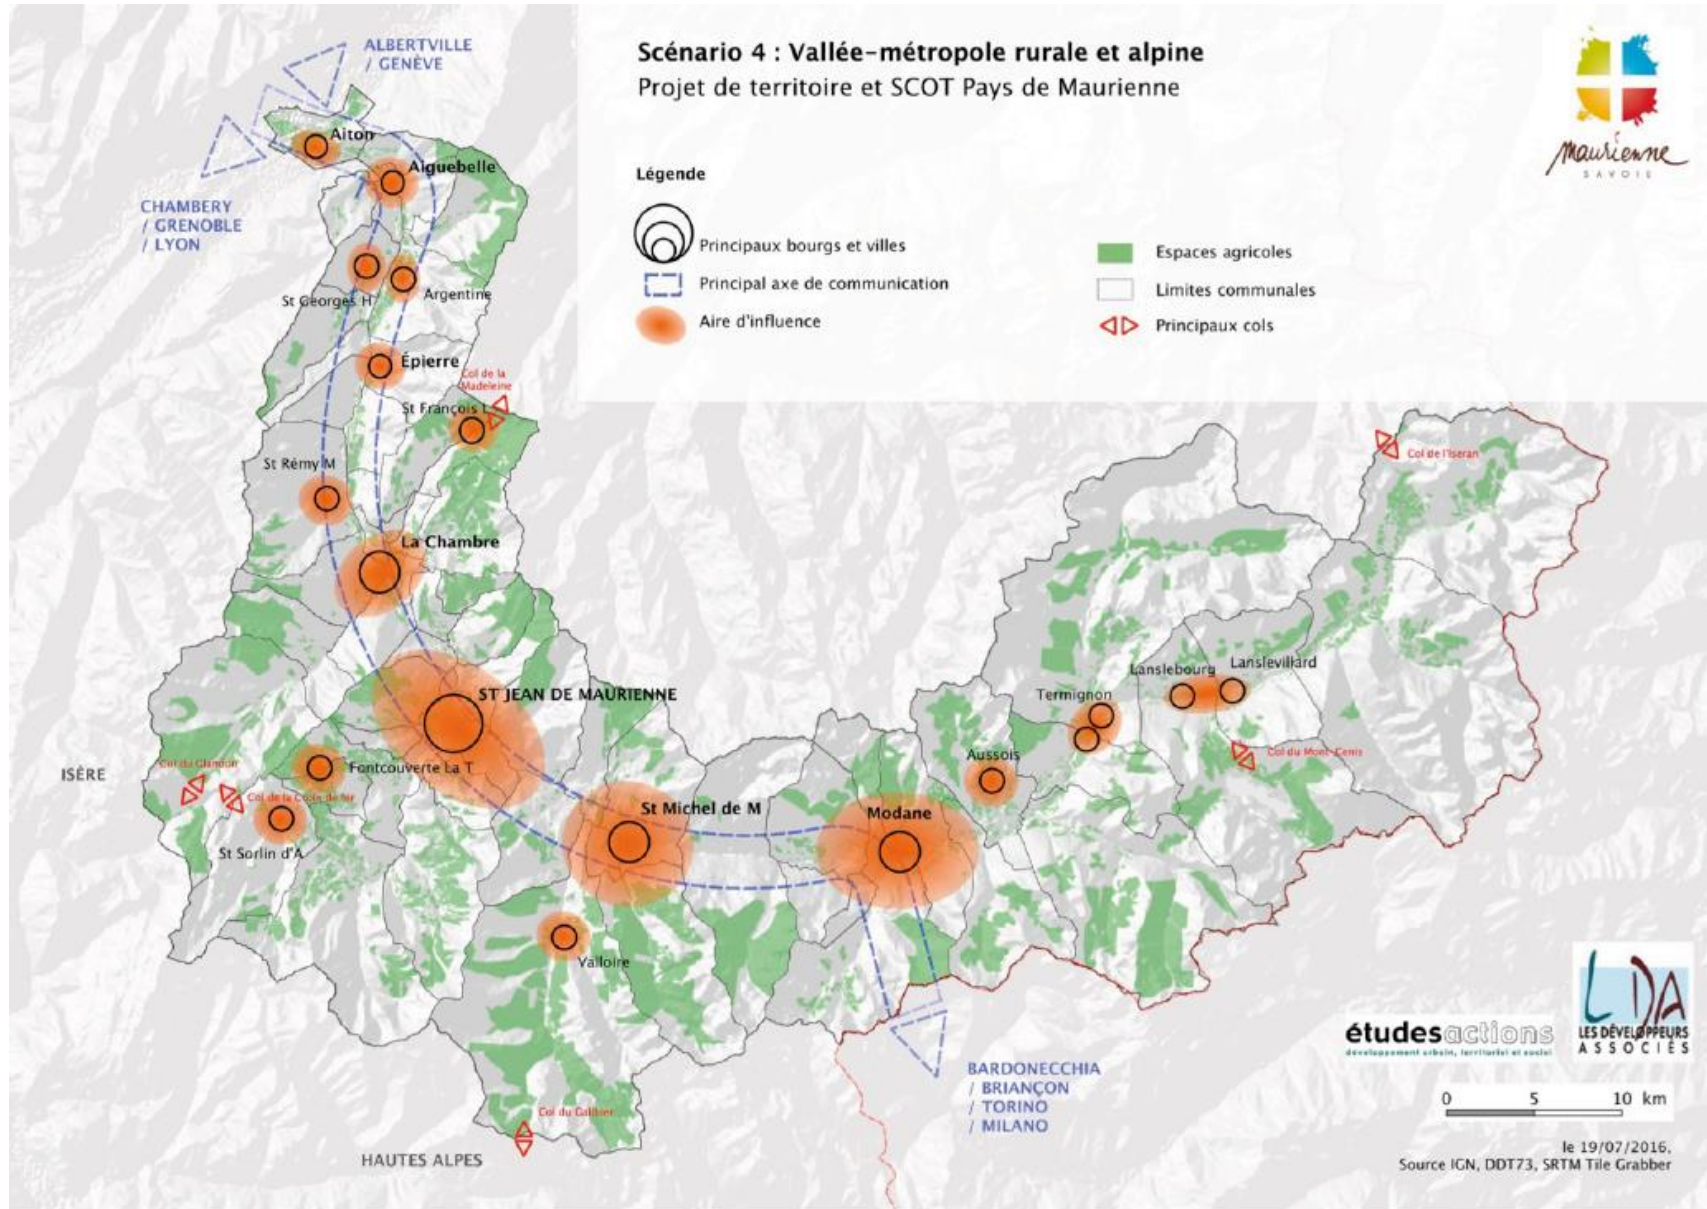 Scénario 4 : Vallée-métropole rurale et alpine
Projet de territoire et SCOT Pays de Maurienne
maurienne
SAVOIE
Légende
Principaux bourgs et villes
Principal axe de communication
Aire d'influence
Espaces agricoles
Limites communales
Principaux cols
ALBERTVILLE
/ GENÈVE
CHAMBERY
/ GRENOBLE
/ LYON
Aiton
Aiguebelle
St Georges H
Argentine
Épierre
Col de la
Madeleine
St François L
St Rémy M
La Chambre
Col de l'Iseran
ST JEAN DE MAURIENNE
Lanslebourg
Lanslevillard
Termignon
Col du Mont-Cenis
Aussois
ISÈRE
Col du Glandon
Fontcouverte La T
Col de la Croix de fer
St Sorlin d'A
St Michel de M
Modane
Valloire
BARDONECCHIA
/ BRIANÇON
/ TORINO
/ MILANO
Col du Galibier
HAUTES ALPES
étudesactions
développement urbain, territorial et social
LDA
LES DÉVELOPPEURS
ASSOCIÉS
0 5 10 km
le 19/07/2016,
Source IGN, DDT73, SRTM Tile Grabber